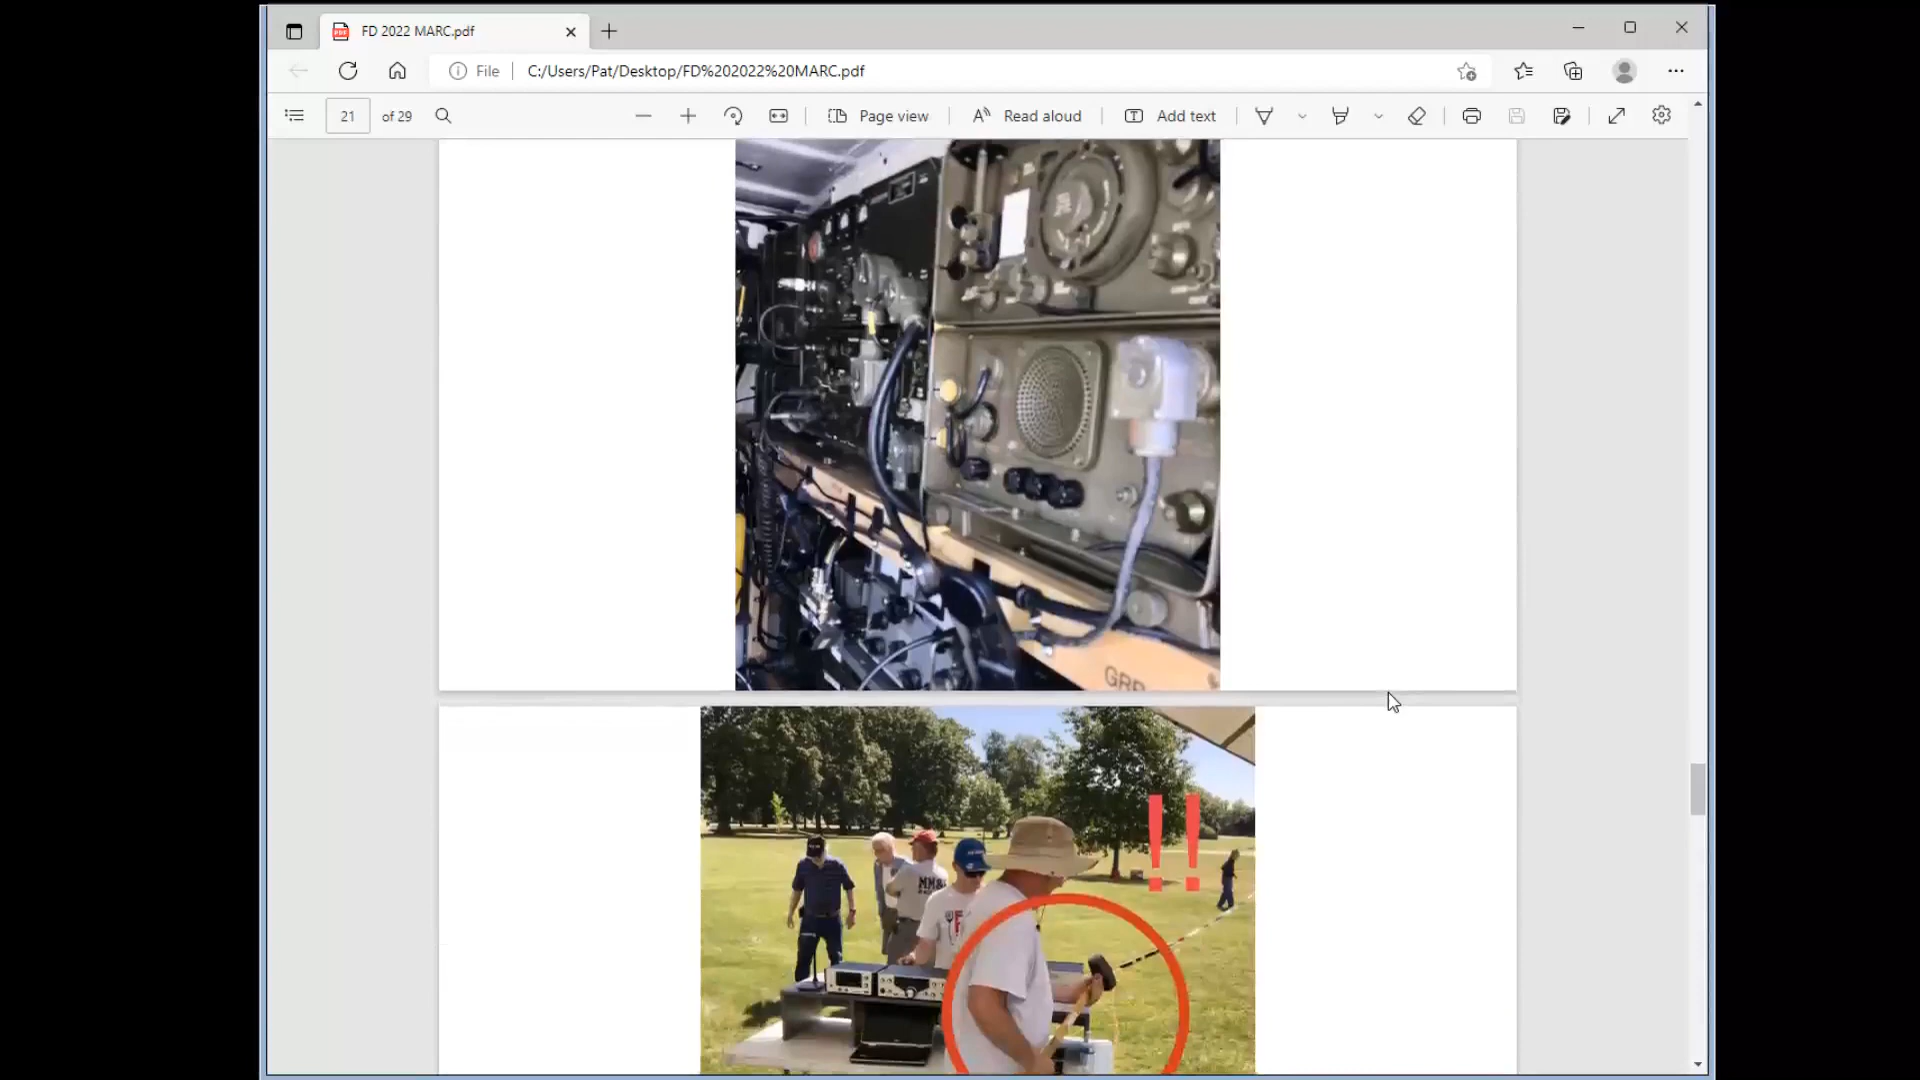 FD 2022 MARC.pdf
File
C:/Users/Pat/Desktop/FD%202022%20MARC.pdf
21 of 29
Page view
Read aloud
Add text
!!